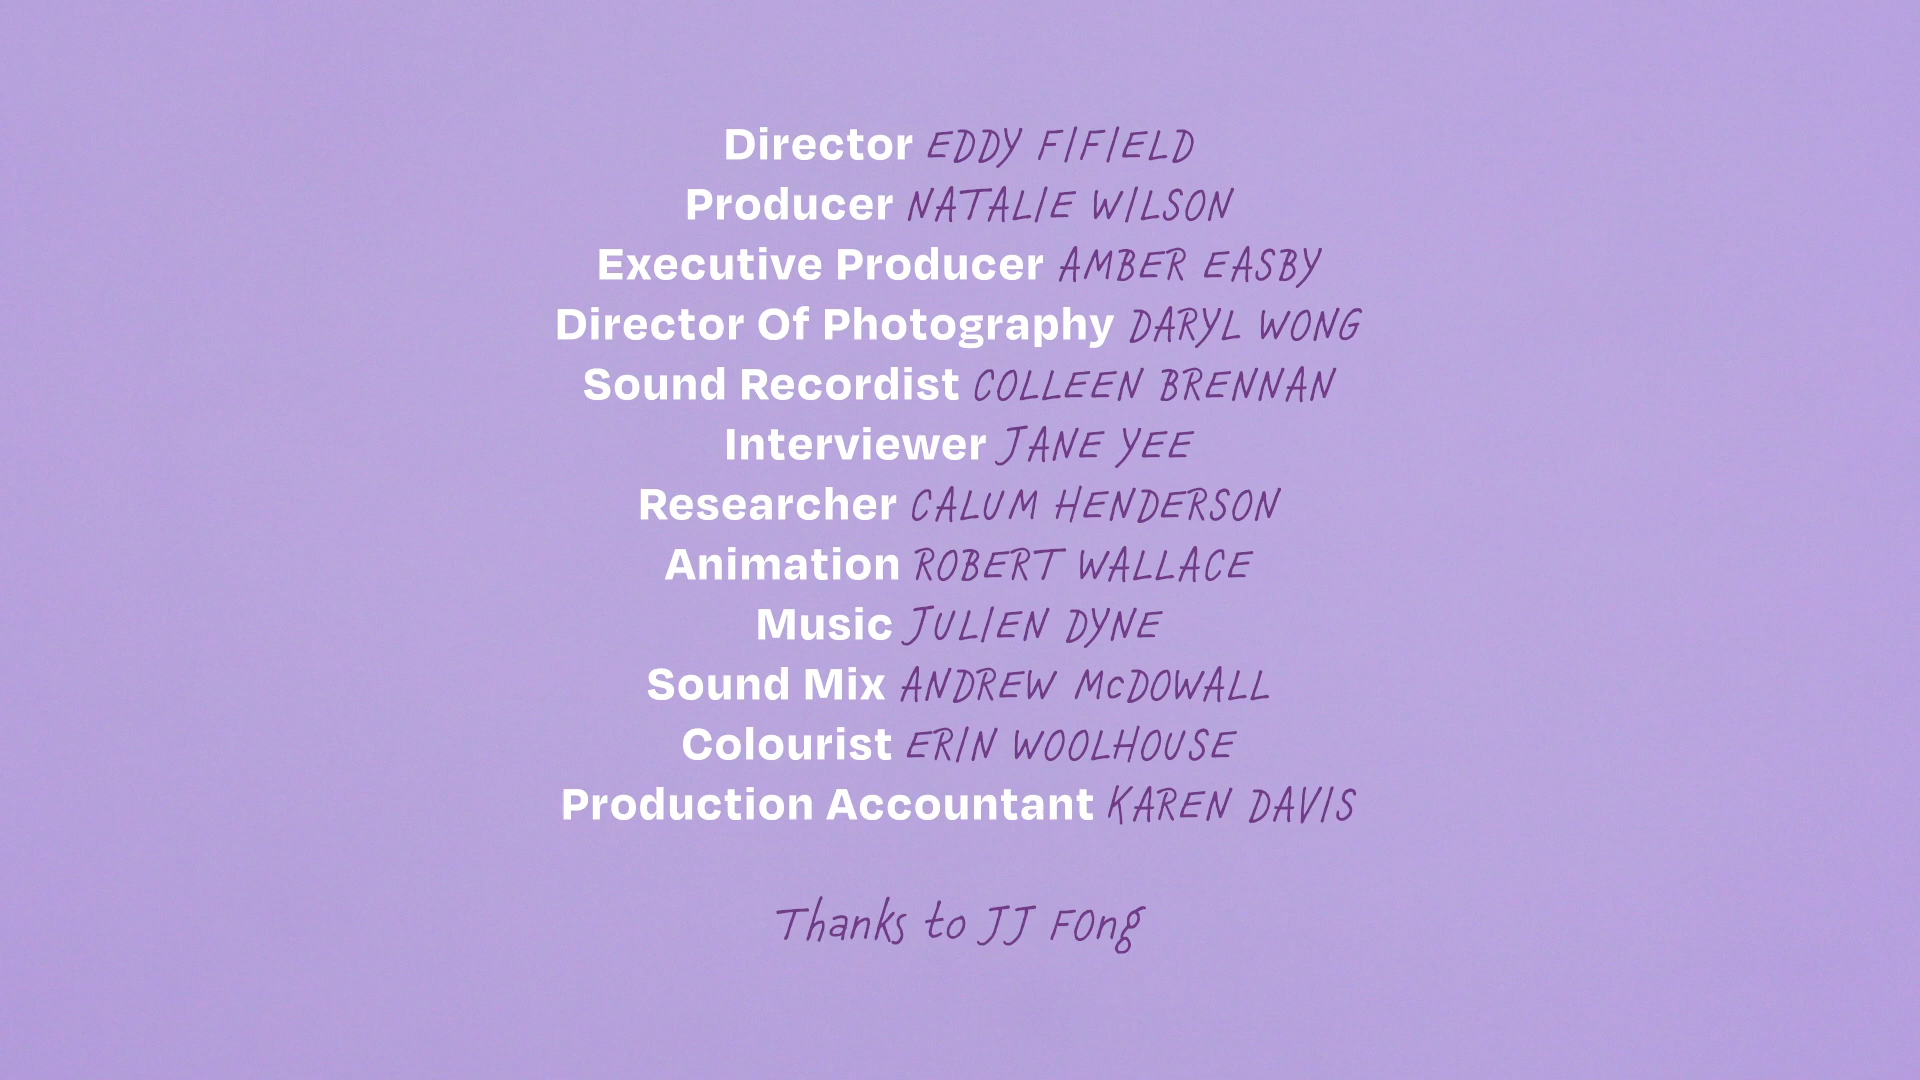 Director EDDY FIFIELD
Producer NATALIE WILSON
Executive Producer AMBER EASBY
Director Of Photography DARYL WONG
Sound Recordist COLLEEN BRENNAN
Interviewer JANE YEE
Researcher CALUM HENDERSON
Animation ROBERT WALLACE
Music JULIEN DYNE
Sound Mix ANDREW McDOWALL
Colourist ERIN WOOLHOUSE
Production Accountant KAREN DAVIS
Thanks to JJ FOng